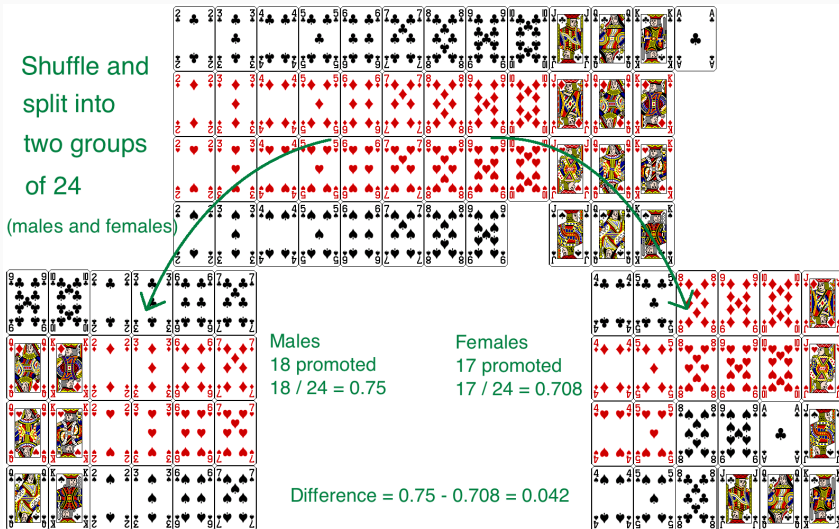 Shuffle and
split into
two groups
of 24
(males and females)
Males
18 promoted
18 / 24 = 0.75
Females
17 promoted
17 / 24 = 0.708
Difference = 0.75 - 0.708 = 0.042